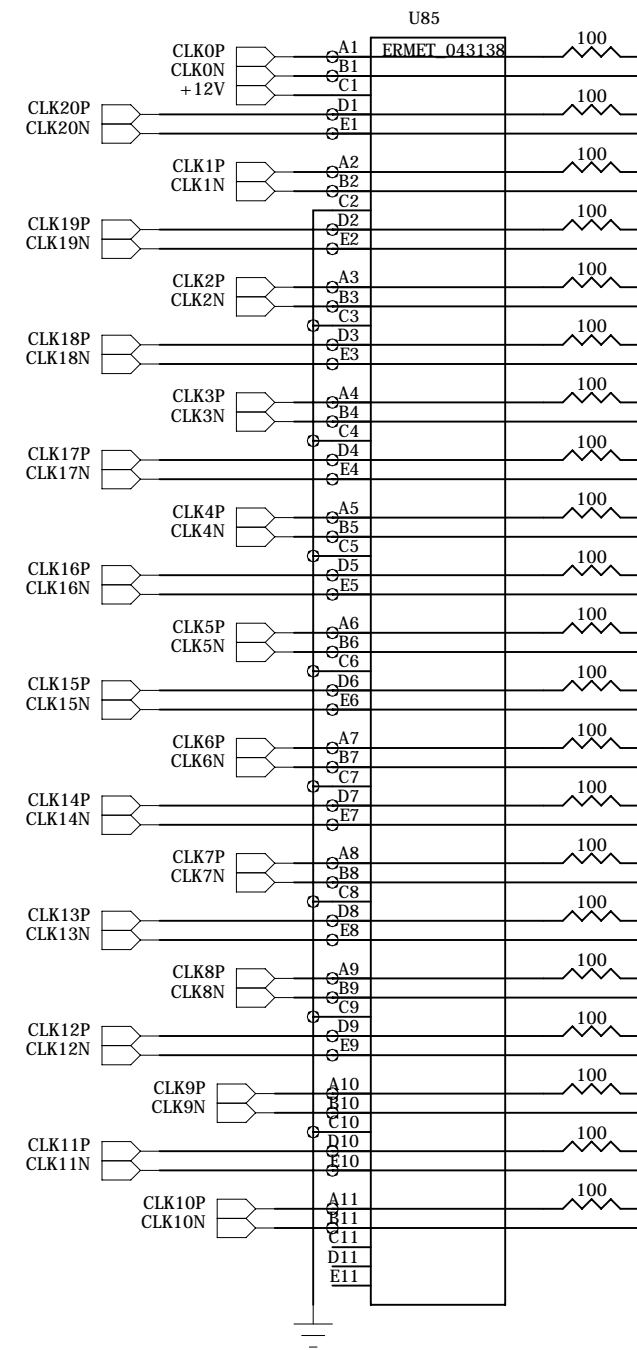 U85
ERMET_043138
CLK0P A1 100
CLK0N B1
+12V C1
CLK20P D1 100
CLK20N E1
CLK1P A2 100
CLK1N B2
C2
CLK19P D2 100
CLK19N E2
CLK2P A3 100
CLK2N B3
C3
CLK18P D3 100
CLK18N E3
CLK3P A4 100
CLK3N B4
C4
CLK17P D4 100
CLK17N E4
CLK4P A5 100
CLK4N B5
C5
CLK16P D5 100
CLK16N E5
CLK5P A6 100
CLK5N B6
C6
CLK15P D6 100
CLK15N E6
CLK6P A7 100
CLK6N B7
C7
CLK14P D7 100
CLK14N E7
CLK7P A8 100
CLK7N B8
C8
CLK13P D8 100
CLK13N E8
CLK8P A9 100
CLK8N B9
C9
CLK12P D9 100
CLK12N E9
CLK9P A10 100
CLK9N B10
C10
CLK11P D10 100
CLK11N E10
CLK10P A11 100
CLK10N B11
C11
D11
E11